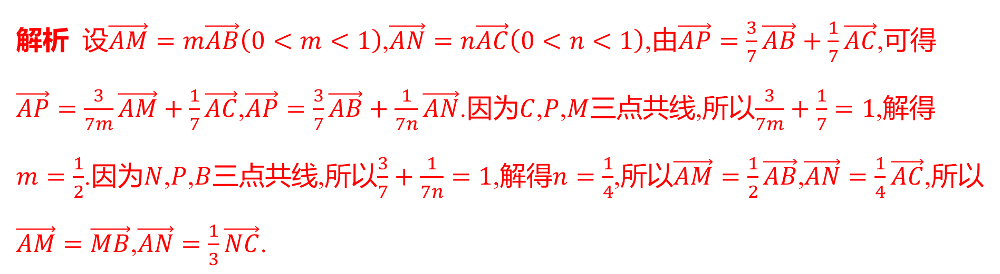 解析 设$\overrightarrow{AM}=m\overrightarrow{AB}(0<m<1)$,$\overrightarrow{AN}=n\overrightarrow{AC}(0<n<1)$,由$\overrightarrow{AP}=\frac{3}{7}\overrightarrow{AB}+\frac{1}{7}\overrightarrow{AC}$,可得
$\overrightarrow{AP}=\frac{3}{7m}\overrightarrow{AM}+\frac{1}{7}\overrightarrow{AC}$,$\overrightarrow{AP}=\frac{3}{7}\overrightarrow{AB}+\frac{1}{7n}\overrightarrow{AN}$.因为$C$,$P$,$M$三点共线,所以$\frac{3}{7m}+\frac{1}{7}=1$,解得
$m=\frac{1}{2}$.因为$N$,$P$,$B$三点共线,所以$\frac{3}{7}+\frac{1}{7n}=1$,解得$n=\frac{1}{4}$,所以$\overrightarrow{AM}=\frac{1}{2}\overrightarrow{AB}$,$\overrightarrow{AN}=\frac{1}{4}\overrightarrow{AC}$,所以
$\overrightarrow{AM}=\overrightarrow{MB}$,$\overrightarrow{AN}=\frac{1}{3}\overrightarrow{NC}$.